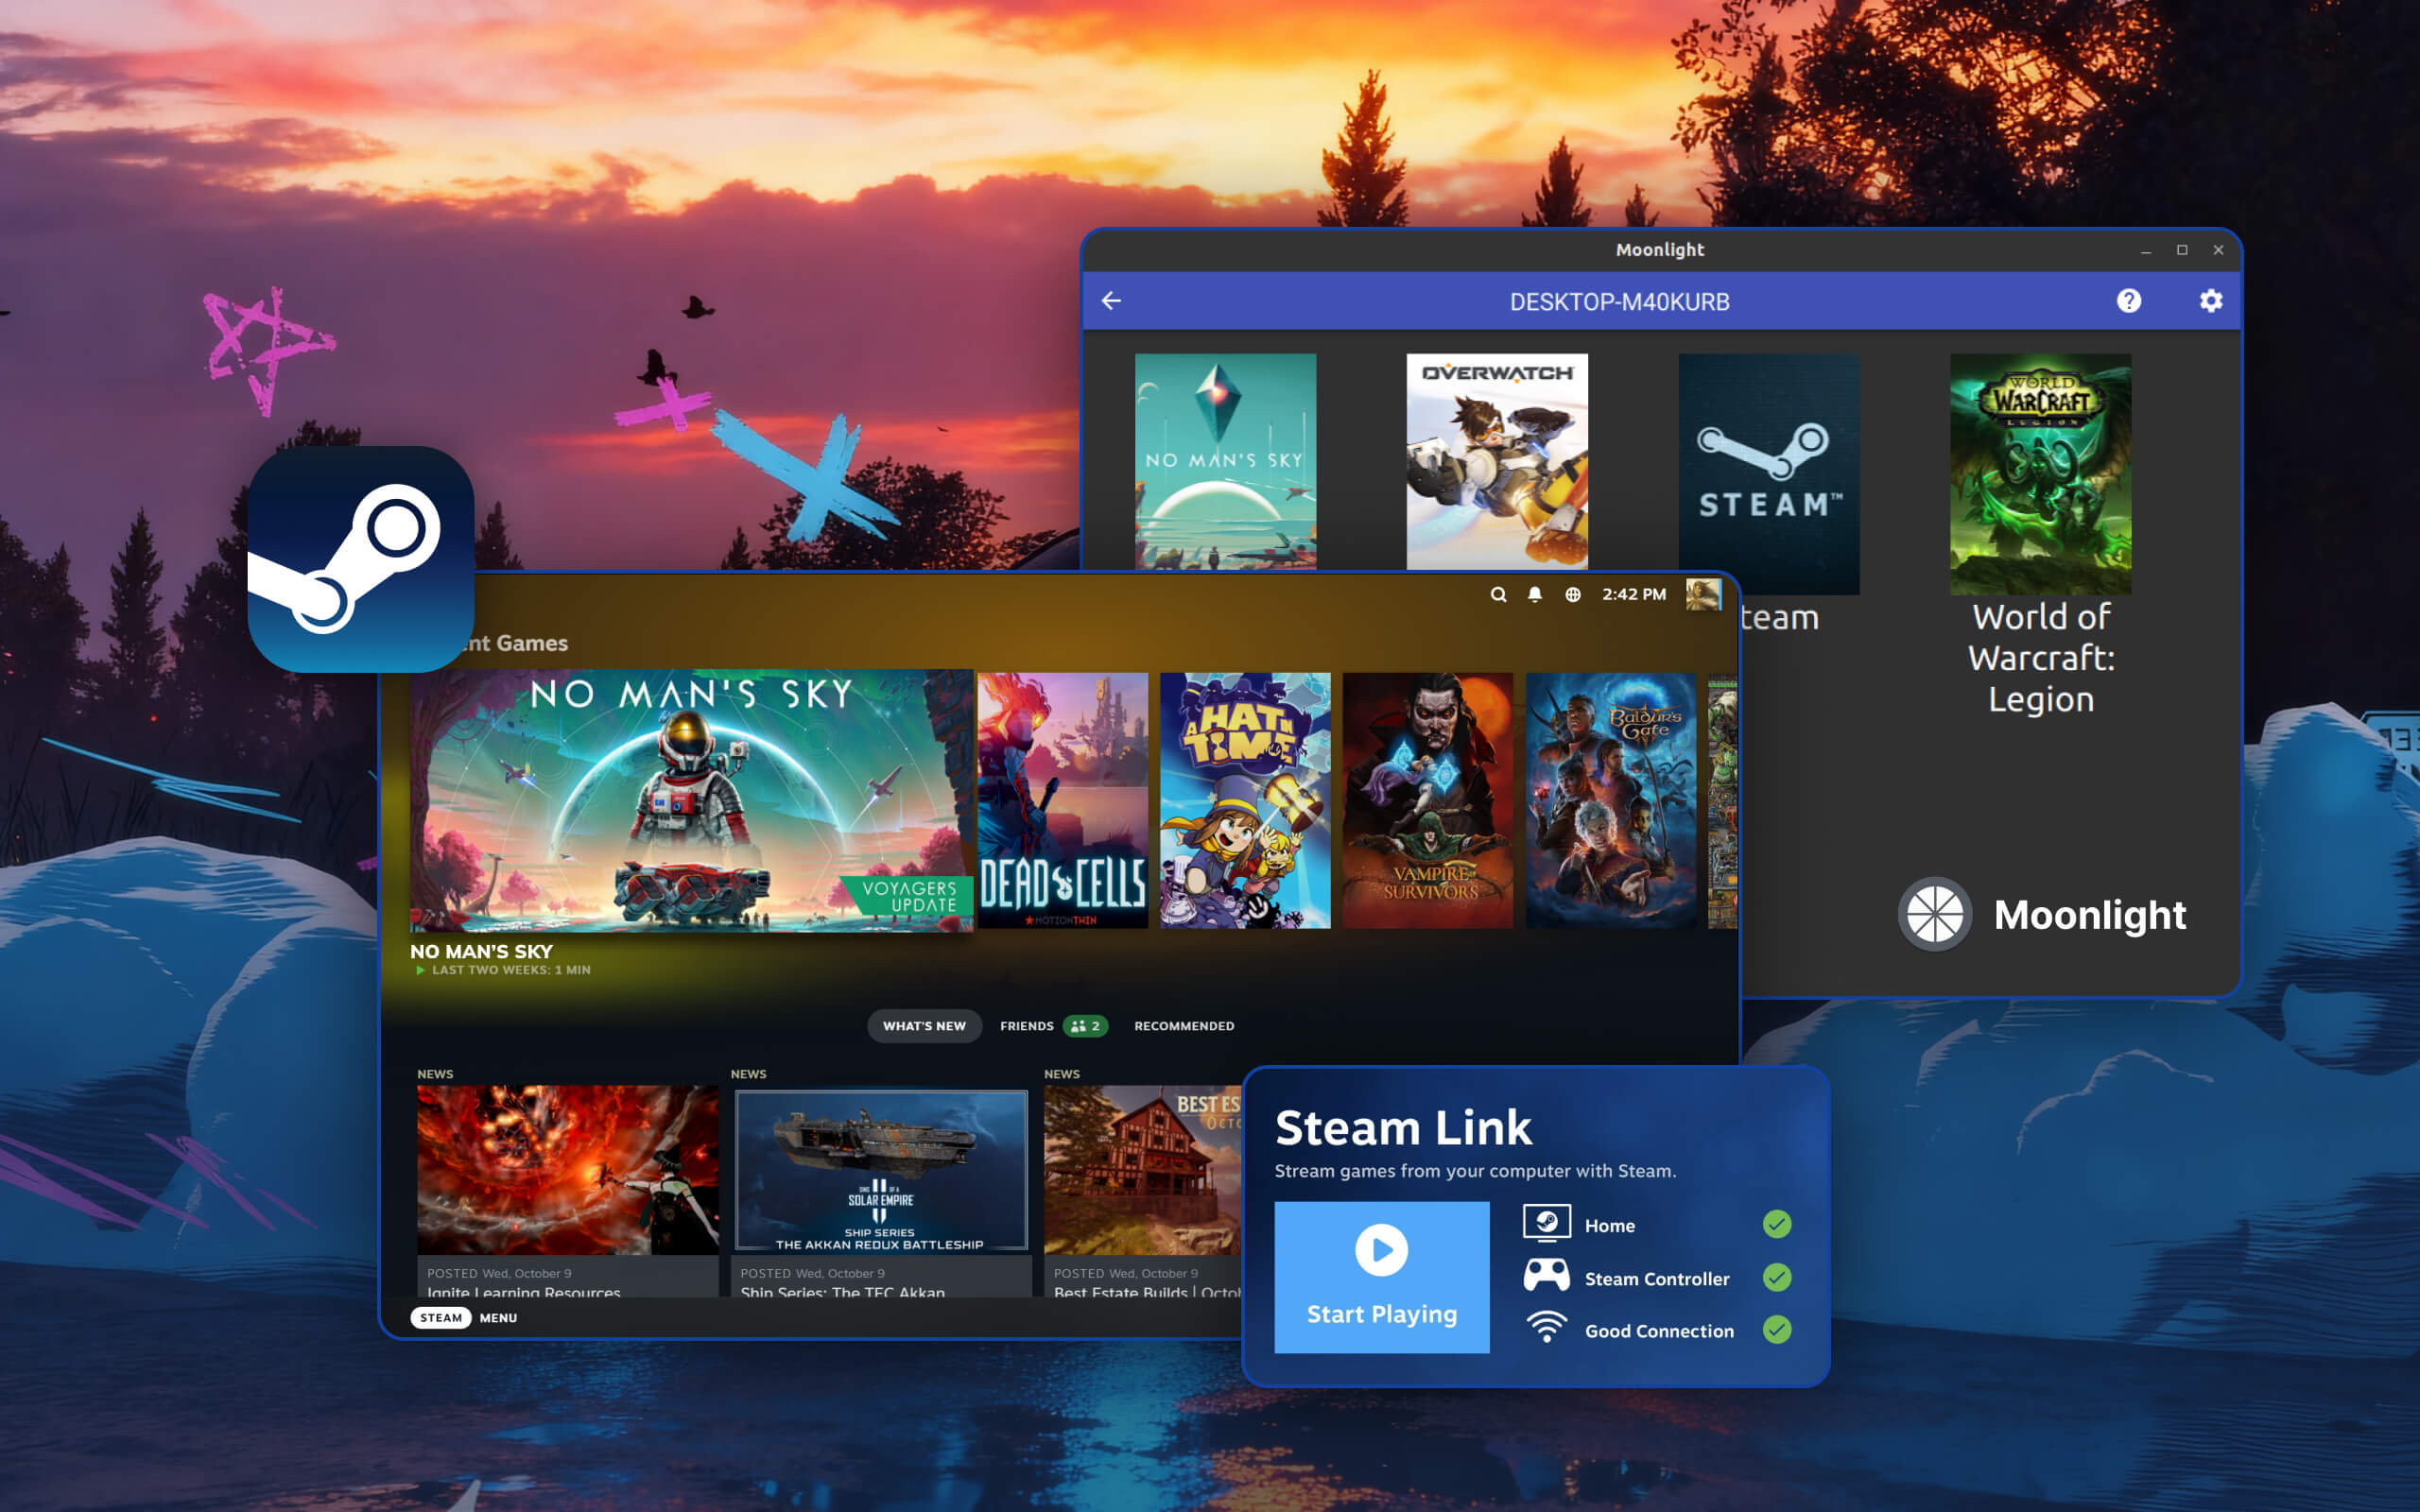 Moonlight
DESKTOP-M40KURB
NO MAN'S SKY
OVERWATCH
STEAM™
WORLD
WARCRAFT
LEGION
team
World of
Warcraft:
Legion
Moonlight
2:42 PM
nt Games
NO MAN'S SKY
VOYAGERS
UPDATE
DEAD CELLS
MOTIONTWIN
A HAT IN
TIME
VAMPIRE
SURVIVORS
Baldur's
Gate
NO MAN'S SKY
LAST TWO WEEKS: 1 MIN
WHAT'S NEW
FRIENDS 2
RECOMMENDED
NEWS
NEWS
NEWS
SINS OF A
SOLAR EMPIRE
II
SHIP SERIES
THE AKKAN REDUX BATTLESHIP
BEST ES
OCTO
POSTED Wed, October 9
Ignite Learning Resources
POSTED Wed, October 9
Ship Series: The TEC Akkan
POSTED Wed, October 9
Best Estate Builds | Octob
STEAM MENU
Steam Link
Stream games from your computer with Steam.
Start Playing
Home
Steam Controller
Good Connection